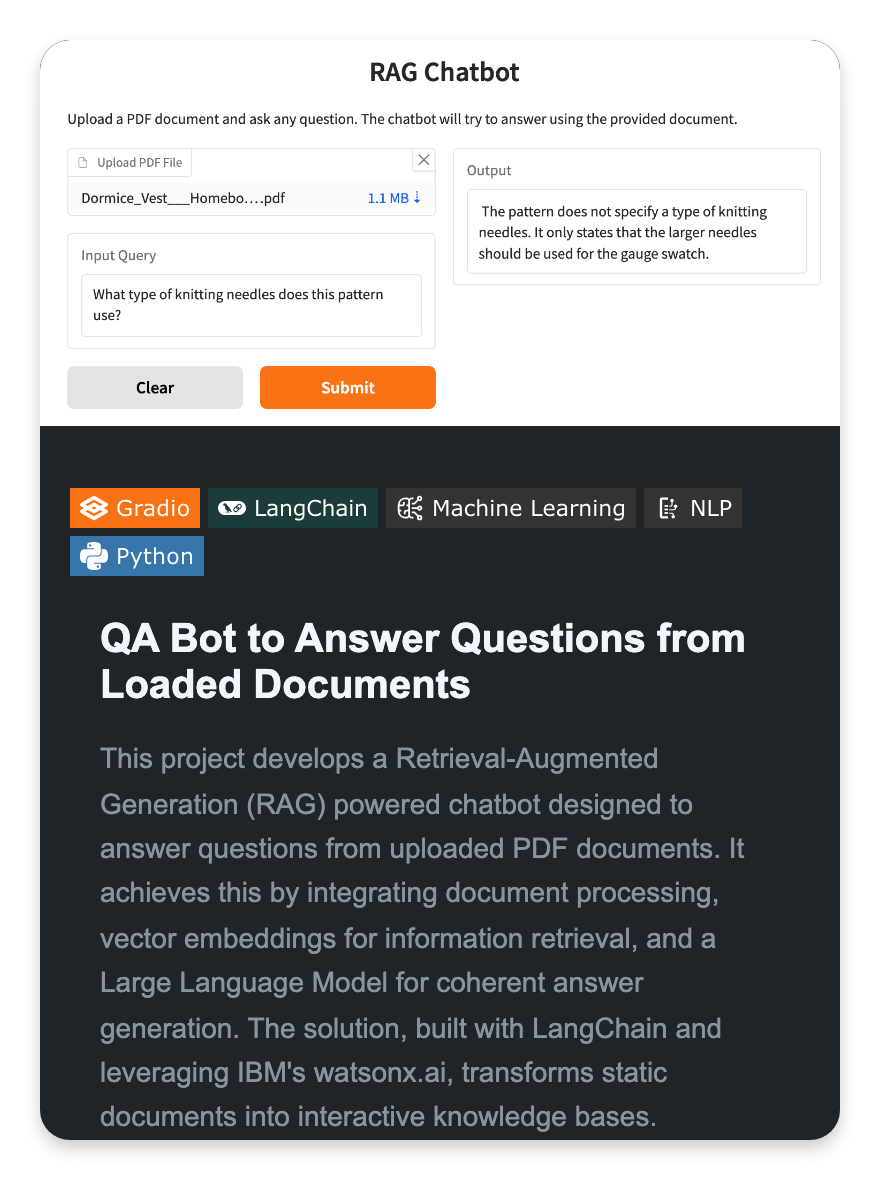 RAG Chatbot
Upload a PDF document and ask any question. The chatbot will try to answer using the provided document.
Upload PDF File
Dormice_Vest___Homebo….pdf
1.1 MB ⇣
Input Query
What type of knitting needles does this pattern
use?
Clear
Submit
Output
The pattern does not specify a type of knitting
needles. It only states that the larger needles
should be used for the gauge swatch.
Gradio
LangChain
Machine Learning
NLP
Python
QA Bot to Answer Questions from
Loaded Documents
This project develops a Retrieval-Augmented
Generation (RAG) powered chatbot designed to
answer questions from uploaded PDF documents. It
achieves this by integrating document processing,
vector embeddings for information retrieval, and a
Large Language Model for coherent answer
generation. The solution, built with LangChain and
leveraging IBM's watsonx.ai, transforms static
documents into interactive knowledge bases.